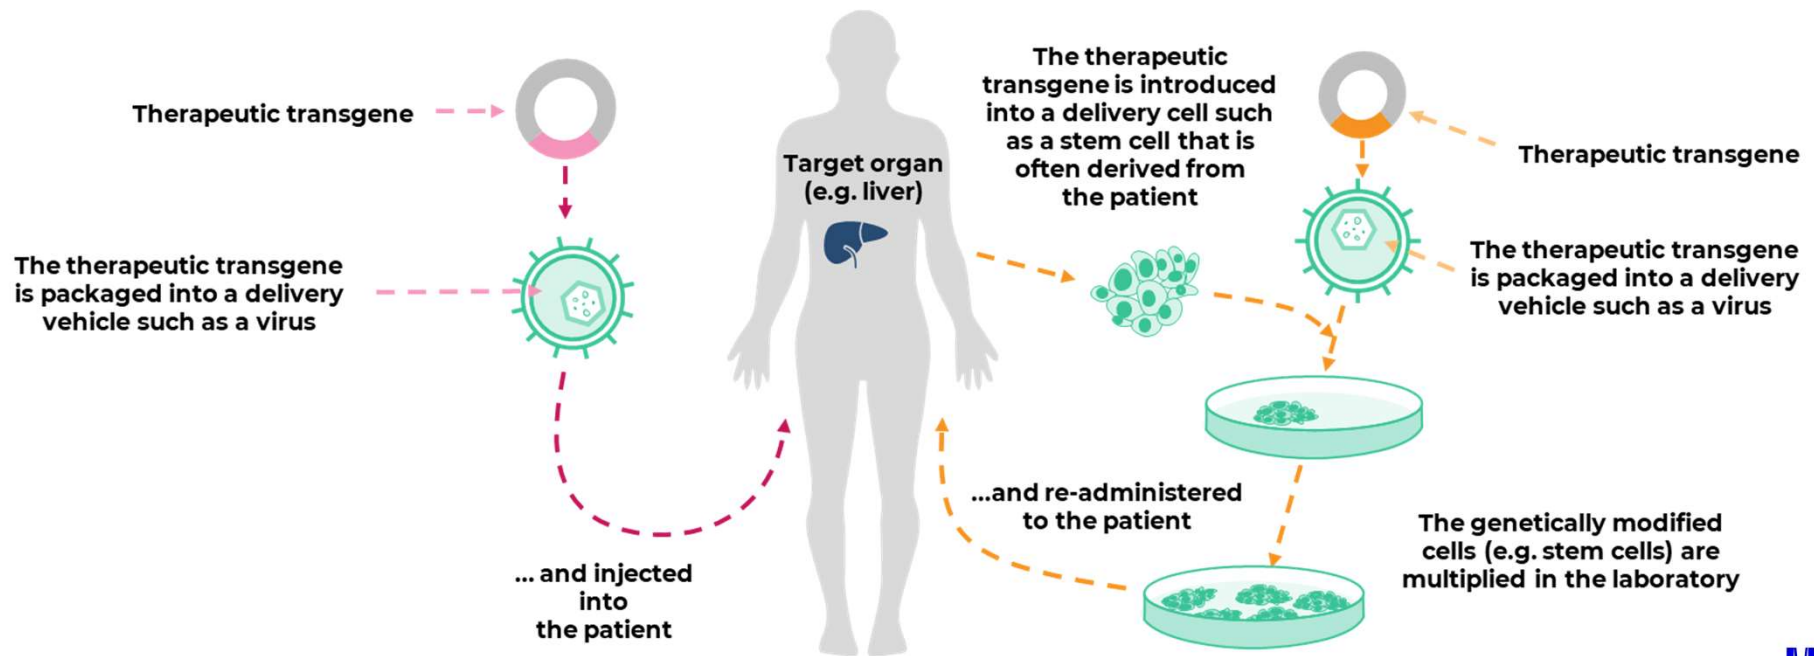 Therapeutic transgene
The therapeutic transgene
is packaged into a delivery
vehicle such as a virus
... and injected
into
the patient
Target organ
(e.g. liver)
The therapeutic
transgene is introduced
into a delivery cell such
as a stem cell that is
often derived from
the patient
Therapeutic transgene
The therapeutic transgene
is packaged into a delivery
vehicle such as a virus
...and re-administered
to the patient
The genetically modified
cells (e.g. stem cells) are
multiplied in the laboratory